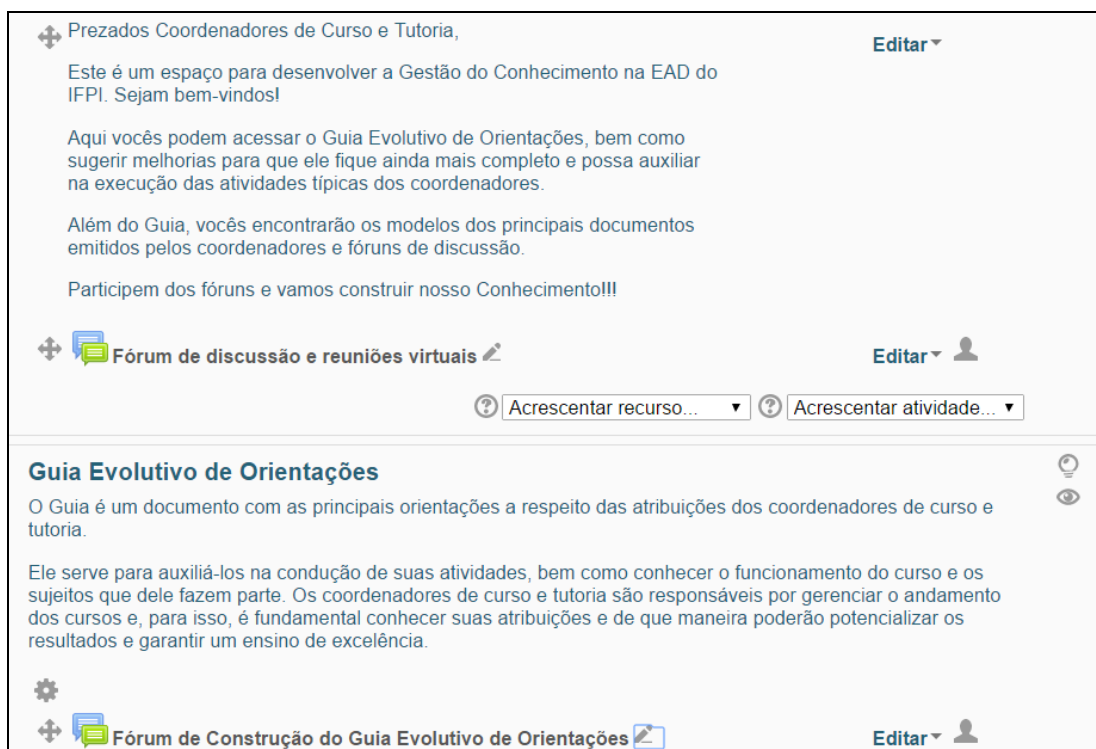 Prezados Coordenadores de Curso e Tutoria,
Editar
Este é um espaço para desenvolver a Gestão do Conhecimento na EAD do
IFPI. Sejam bem-vindos!
Aqui vocês podem acessar o Guia Evolutivo de Orientações, bem como
sugerir melhorias para que ele fique ainda mais completo e possa auxiliar
na execução das atividades típicas dos coordenadores.
Além do Guia, vocês encontrarão os modelos dos principais documentos
emitidos pelos coordenadores e fóruns de discussão.
Participem dos fóruns e vamos construir nosso Conhecimento!!!
Fórum de discussão e reuniões virtuais Editar
? Acrescentar recurso... ? Acrescentar atividade...
Guia Evolutivo de Orientações
O Guia é um documento com as principais orientações a respeito das atribuições dos coordenadores de curso e
tutoria.
Ele serve para auxiliá-los na condução de suas atividades, bem como conhecer o funcionamento do curso e os
sujeitos que dele fazem parte. Os coordenadores de curso e tutoria são responsáveis por gerenciar o andamento
dos cursos e, para isso, é fundamental conhecer suas atribuições e de que maneira poderão potencializar os
resultados e garantir um ensino de excelência.
Fórum de Construção do Guia Evolutivo de Orientações Editar